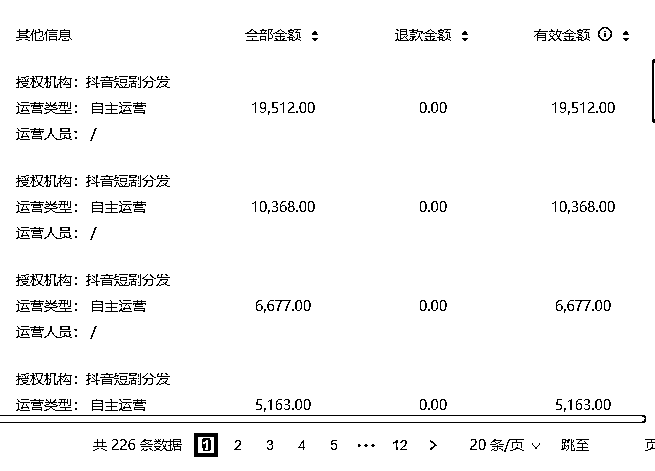 其他信息 全部金额 退款金额 有效金额
授权机构：抖音短剧分发
运营类型： 自主运营 19,512.00 0.00 19,512.00
运营人员： /
授权机构：抖音短剧分发
运营类型： 自主运营 10,368.00 0.00 10,368.00
运营人员： /
授权机构：抖音短剧分发
运营类型： 自主运营 6,677.00 0.00 6,677.00
运营人员： /
授权机构：抖音短剧分发
运营类型： 自主运营 5,163.00 0.00 5,163.00
共 226 条数据 1 2 3 4 5 ··· 12 > 20 条/页 跳至 页